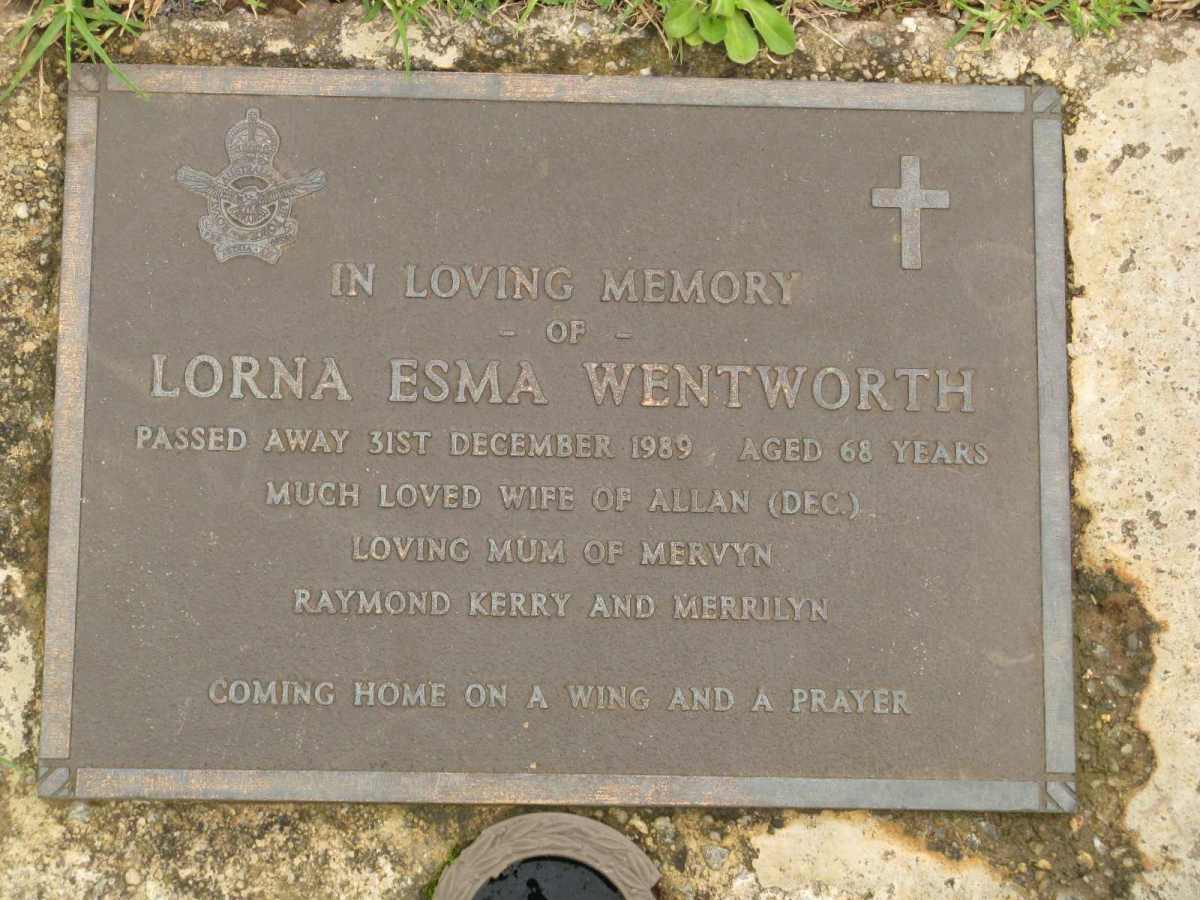 IN LOVING MEMORY
- OF -
LORNA ESMA WENTWORTH
PASSED AWAY 31ST DECEMBER 1989 AGED 68 YEARS
MUCH LOVED WIFE OF ALLAN (DEC.)
LOVING MUM OF MERVYN
RAYMOND KERRY AND MERRILYN
COMING HOME ON A WING AND A PRAYER